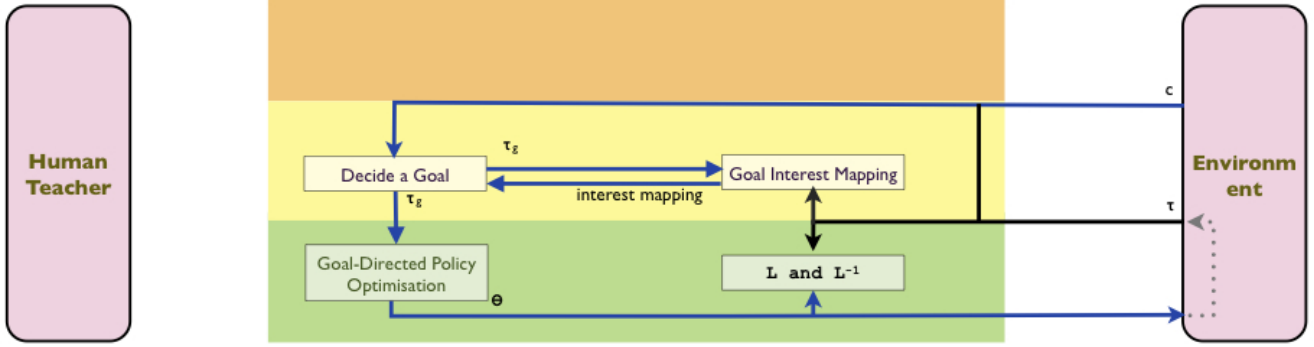 c
Human
Teacher
Environm
ent
τg
Decide a Goal
Goal Interest Mapping
interest mapping
τg
τ
Goal-Directed Policy
Optimisation
L and L-1
θ